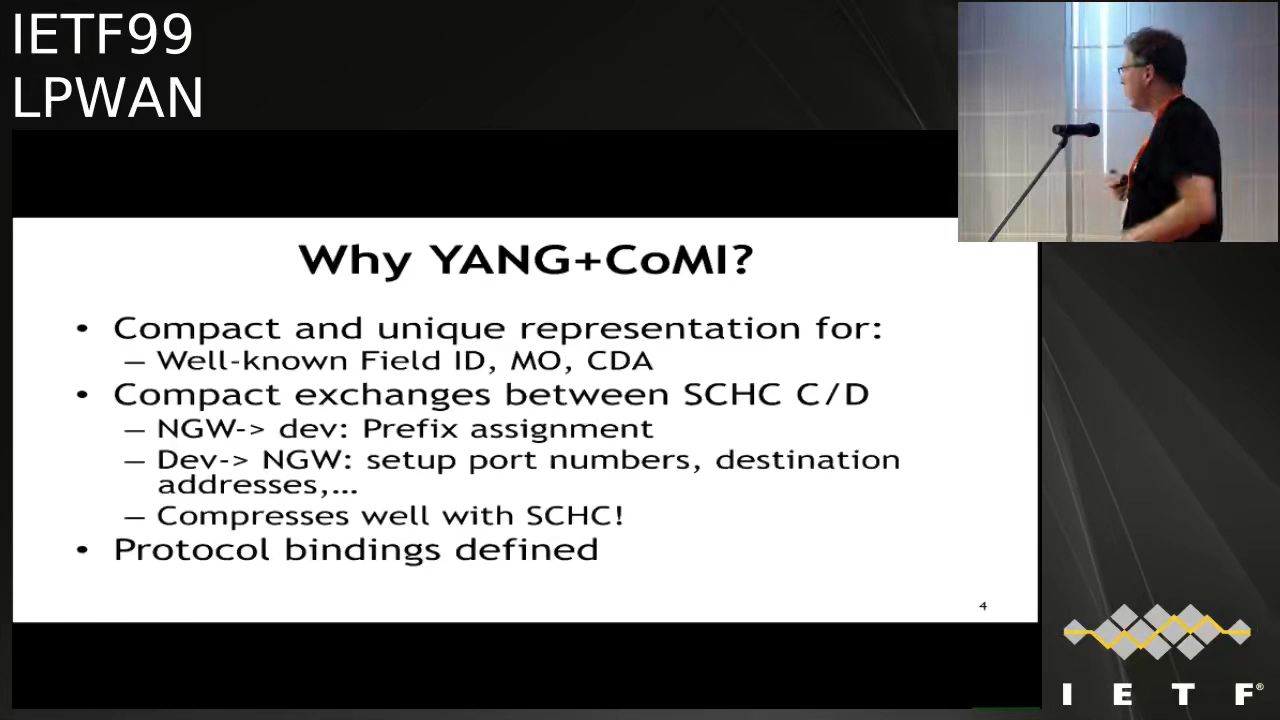 IETF99
LPWAN
Why YANG+CoMI?
• Compact and unique representation for:
– Well-known Field ID, MO, CDA
• Compact exchanges between SCHC C/D
– NGW-> dev: Prefix assignment
– Dev-> NGW: setup port numbers, destination
addresses,...
– Compresses well with SCHC!
• Protocol bindings defined
4
I E T F®